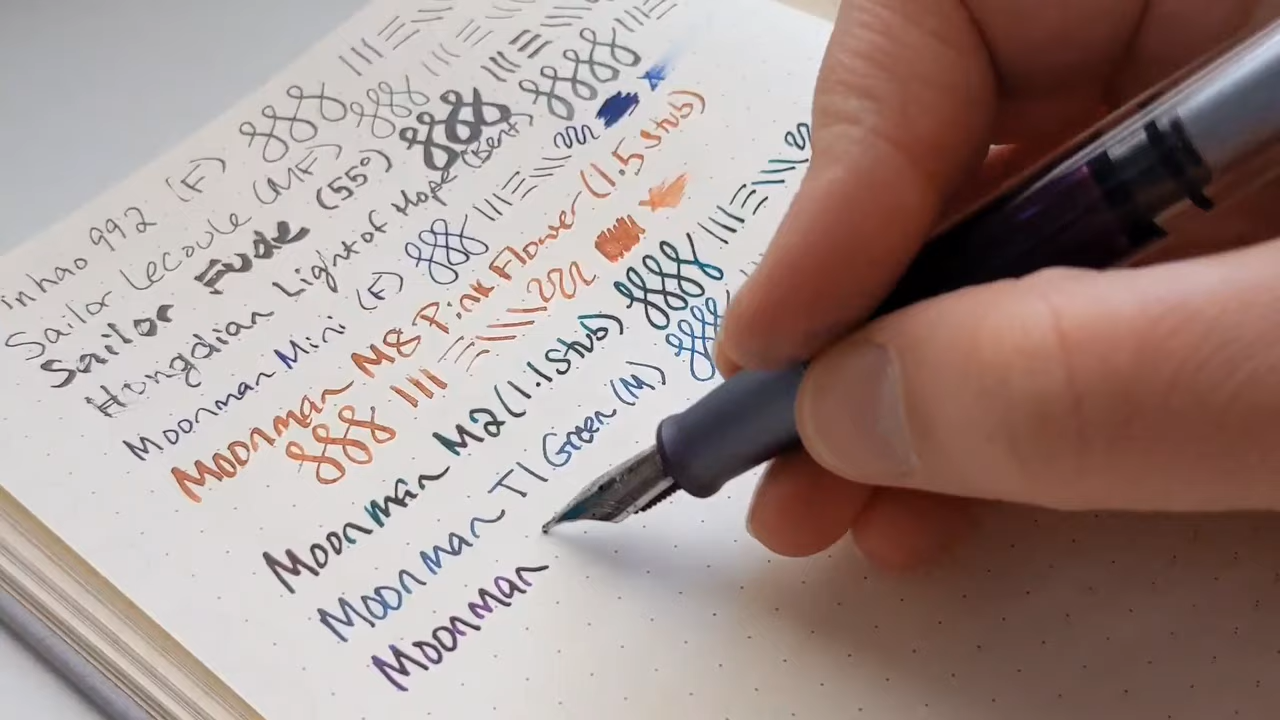 inhao 992 (F)
Sailor Lecoule (MF)
Sailor Fude (55°)
Hongdian Light of Hope (Bent)
Moonman Mini (F)
Moonman M8 Pink Flower (1.5 Stub)
Moonman M2 (1.1 Stub)
Moonman T1 Green (M)
Moonman